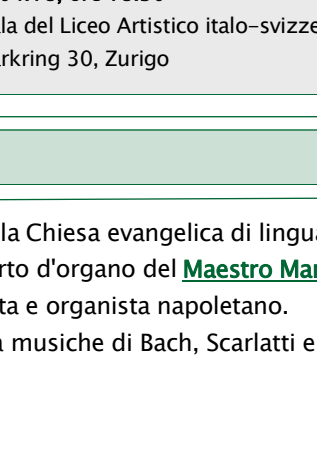 la del Liceo Artistico italo-svizze
arkring 30, Zurigo
la Chiesa evangelica di lingua
rto d'organo del Maestro Mar
ta e organista napoletano.
musiche di Bach, Scarlatti e